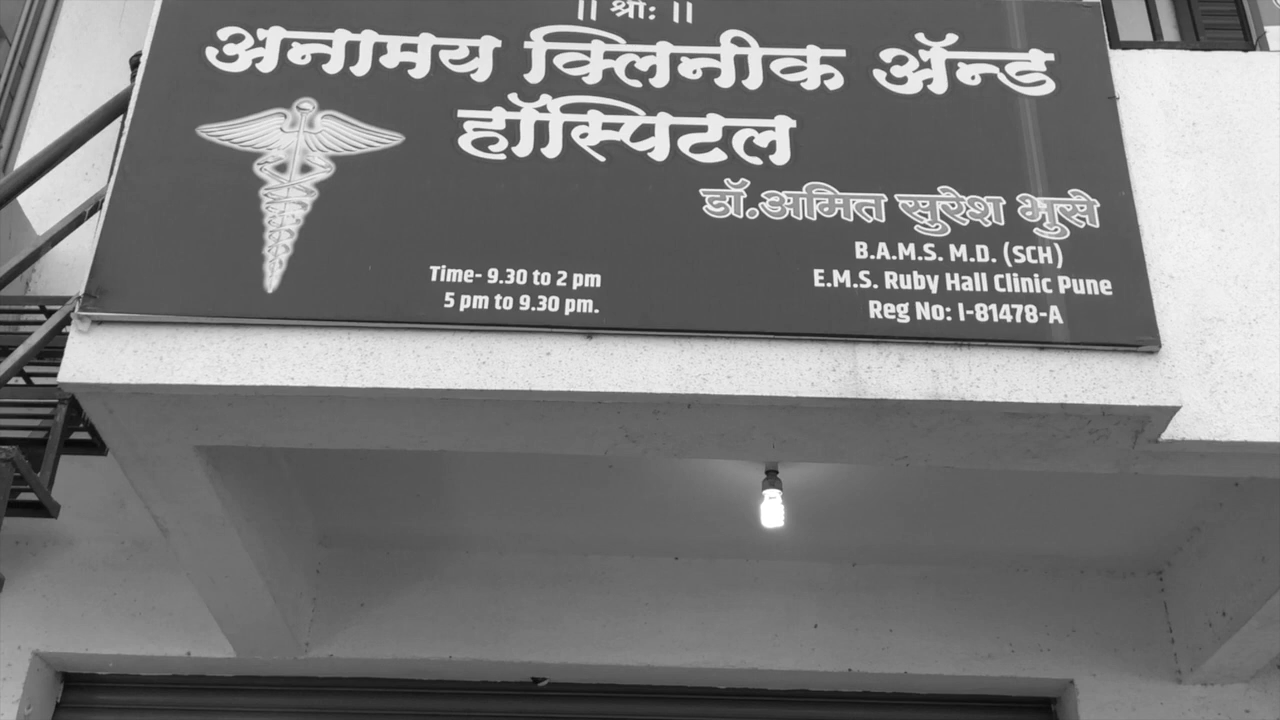 || श्रीः ||
अनामय क्लिनीक ॲन्ड
हॉस्पिटल
डॉ.अमित सुरेश भुसे
B.A.M.S. M.D. (SCH)
E.M.S. Ruby Hall Clinic Pune
Reg No: I-81478-A
Time- 9.30 to 2 pm
5 pm to 9.30 pm.